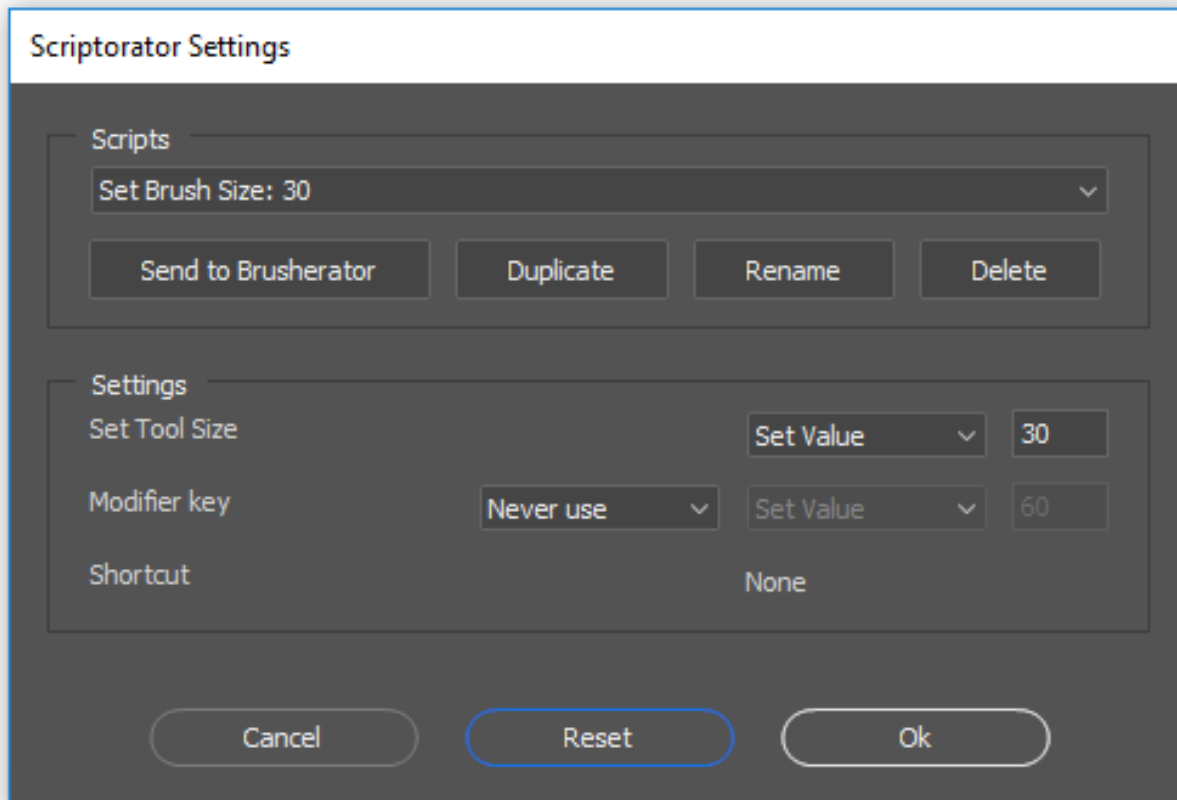 Scriptorator Settings
Scripts
Set Brush Size: 30
Send to Brusherator Duplicate Rename Delete
Settings
Set Tool Size Set Value 30
Modifier key Never use Set Value 60
Shortcut None
Cancel Reset Ok